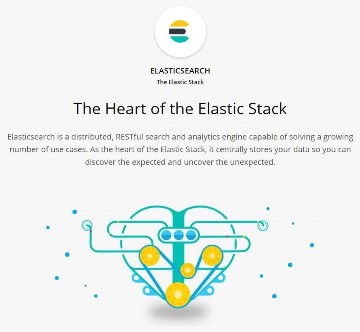 ELASTICSEARCH
The Elastic Stack
The Heart of the Elastic Stack
Elasticsearch is a distributed, RESTful search and analytics engine capable of solving a growing
number of use cases. As the heart of the Elastic Stack, it centrally stores your data so you can
discover the expected and uncover the unexpected.